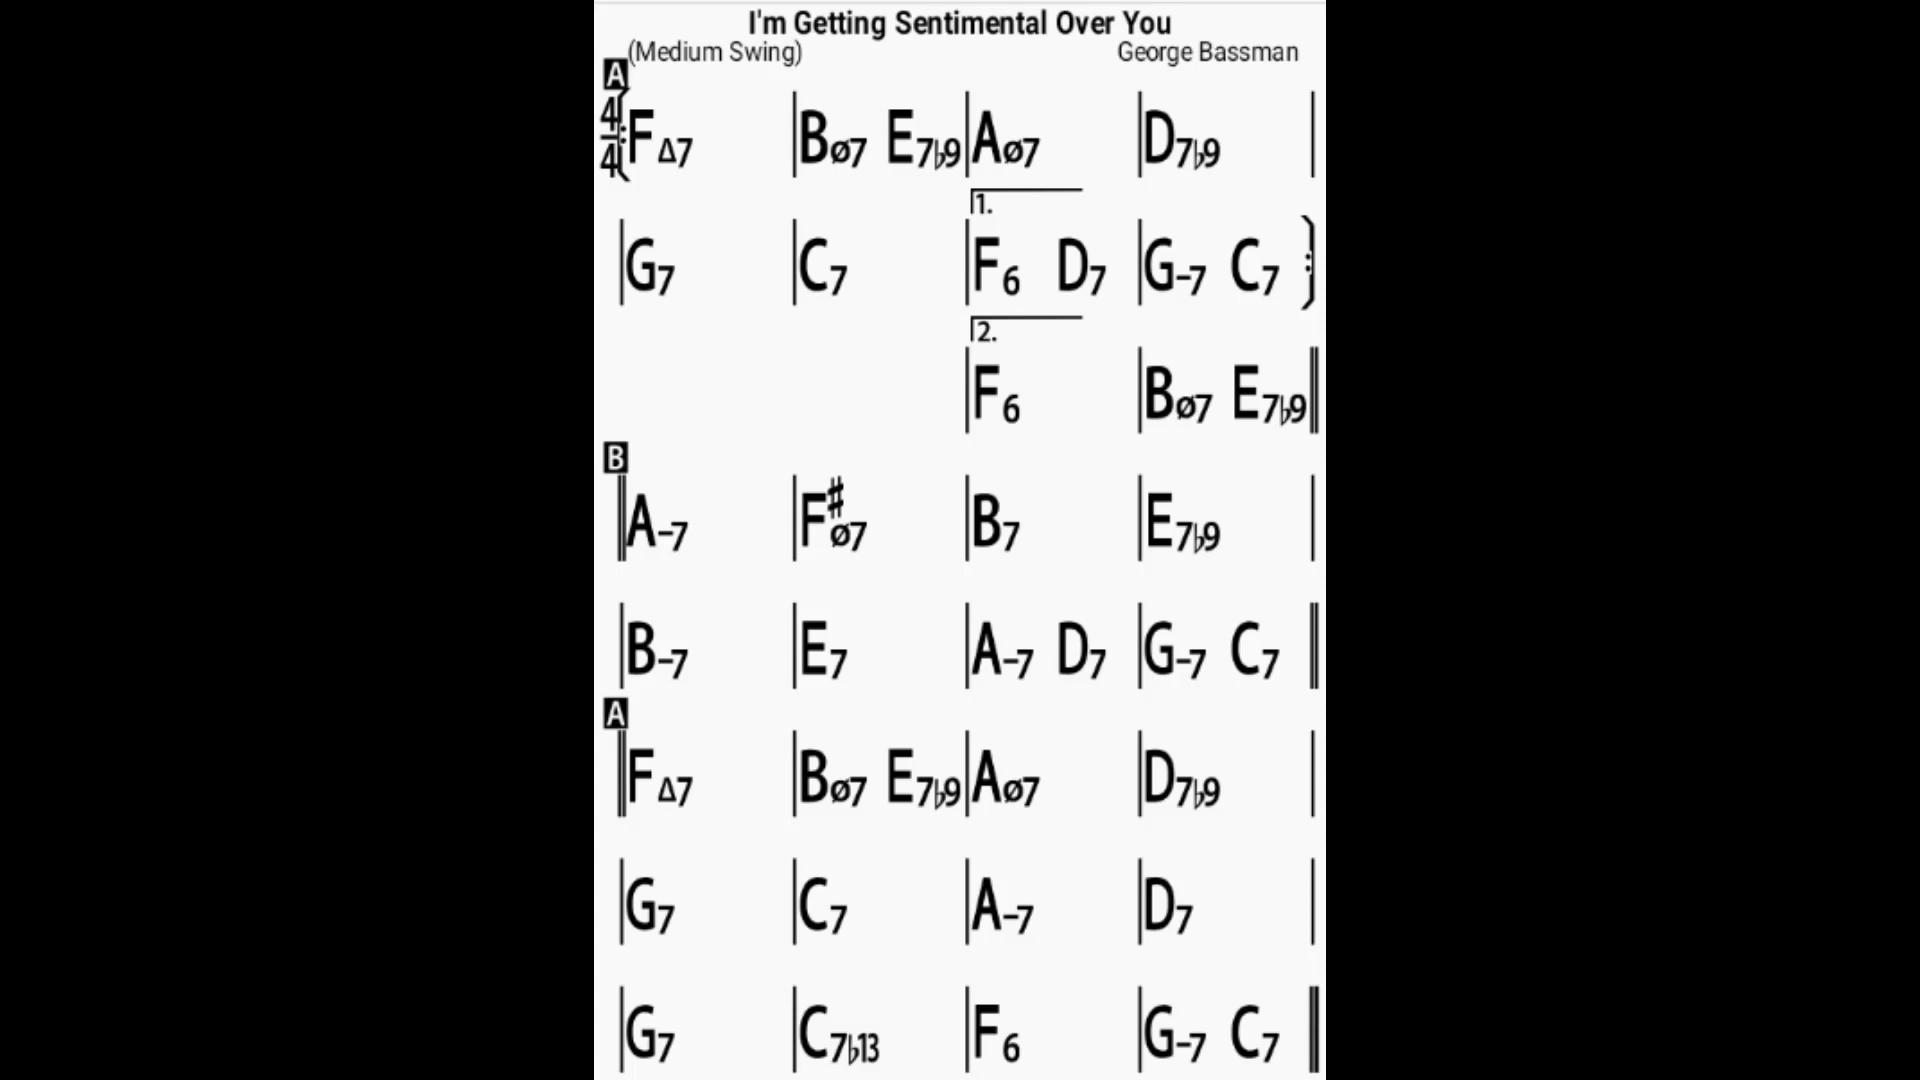 I'm Getting Sentimental Over You
(Medium Swing) George Bassman
A
4/4 FΔ7 | Bø7 E7♭9 | Aø7 | D7♭9
1.
G7 | C7 | F6 D7 | G-7 C7
2.
F6 | Bø7 E7♭9
B
A-7 | F♯ø7 | B7 | E7♭9
B-7 | E7 | A-7 D7 | G-7 C7
A
FΔ7 | Bø7 E7♭9 | Aø7 | D7♭9
G7 | C7 | A-7 | D7
G7 | C7♭13 | F6 | G-7 C7